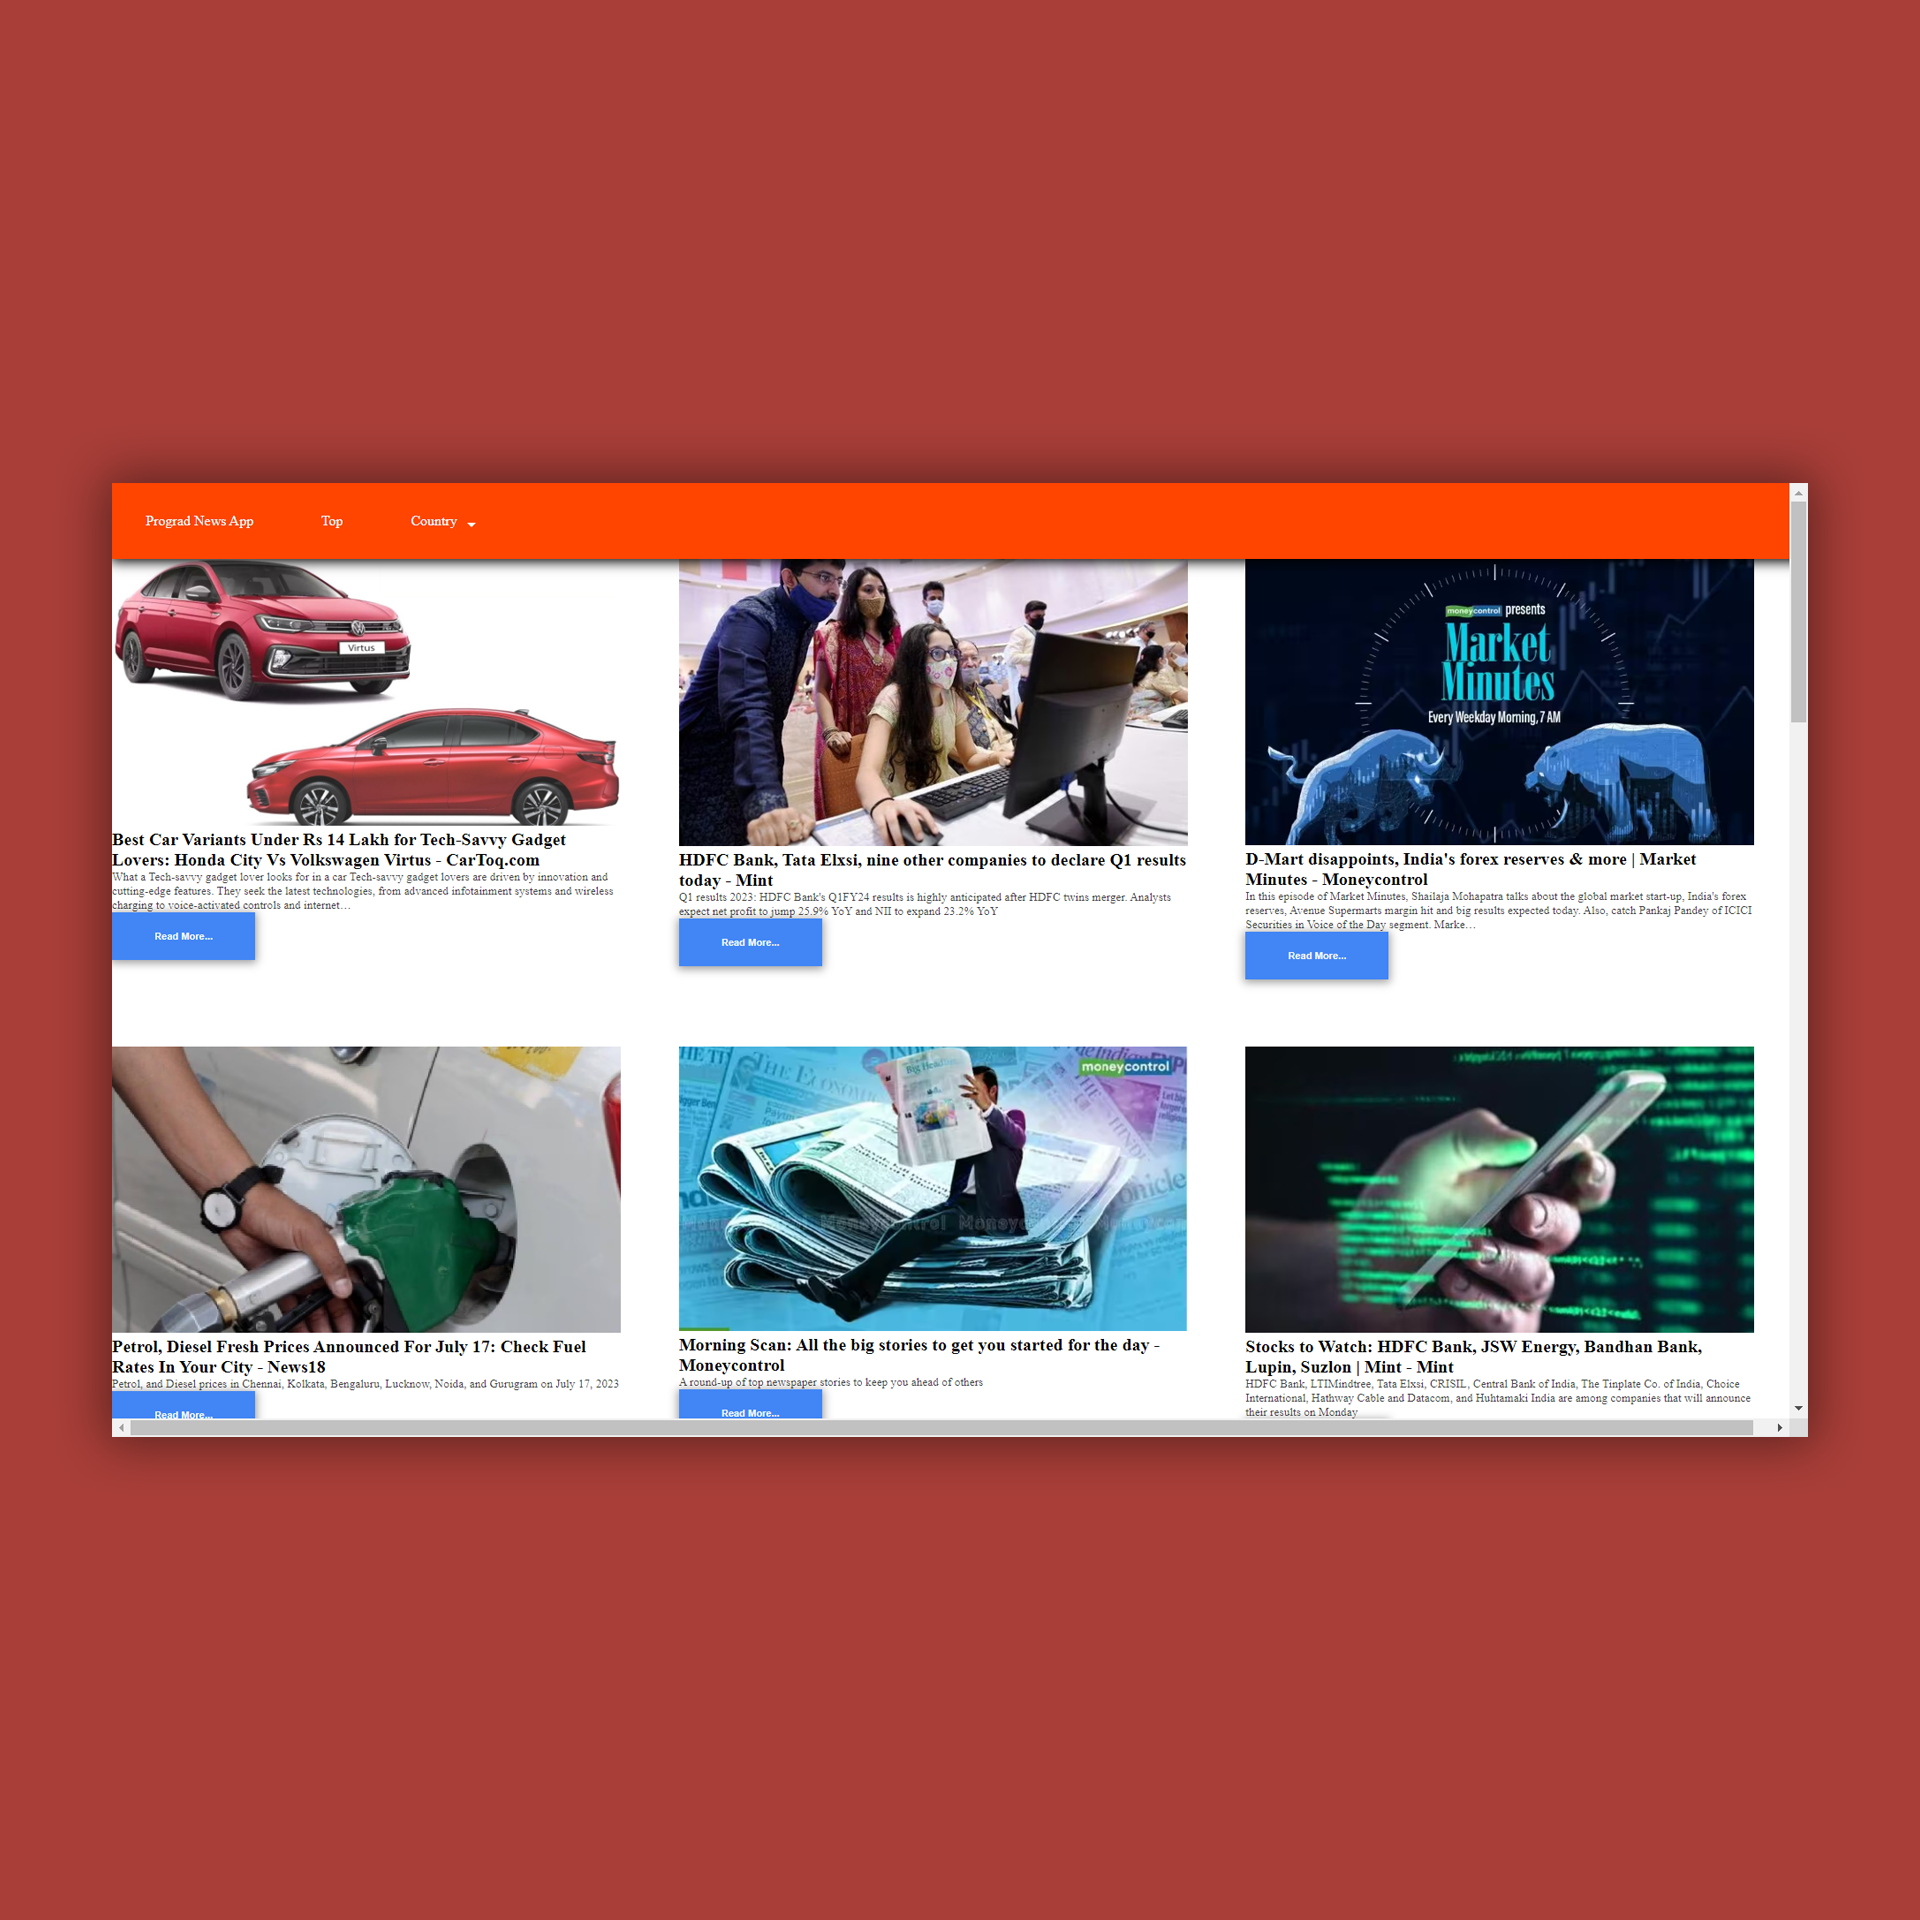 Prograd News App
Top
Country
Virtus
moneycontrol presents
Market
Minutes
Every Weekday Morning, 7 AM
Best Car Variants Under Rs 14 Lakh for Tech-Savvy Gadget
Lovers: Honda City Vs Volkswagen Virtus - CarToq.com
What a Tech-savvy gadget lover looks for in a car Tech-savvy gadget lovers are driven by innovation and
cutting-edge features. They seek the latest technologies, from advanced infotainment systems and wireless
charging to voice-activated controls and internet…
Read More...
HDFC Bank, Tata Elxsi, nine other companies to declare Q1 results
today - Mint
Q1 results 2023: HDFC Bank's Q1FY24 results is highly anticipated after HDFC twins merger. Analysts
expect net profit to jump 25.9% YoY and NII to expand 23.2% YoY
Read More...
D-Mart disappoints, India's forex reserves & more | Market
Minutes - Moneycontrol
In this episode of Market Minutes, Shailaja Mohapatra talks about the global market start-up, India's forex
reserves, Avenue Supermarts margin hit and big results expected today. Also, catch Pankaj Pandey of ICICI
Securities in Voice of the Day segment. Marke…
Read More...
moneycontrol
THE ECONOM
Petrol, Diesel Fresh Prices Announced For July 17: Check Fuel
Rates In Your City - News18
Petrol, and Diesel prices in Chennai, Kolkata, Bengaluru, Lucknow, Noida, and Gurugram on July 17, 2023
Read More...
Morning Scan: All the big stories to get you started for the day -
Moneycontrol
A round-up of top newspaper stories to keep you ahead of others
Read More...
Stocks to Watch: HDFC Bank, JSW Energy, Bandhan Bank,
Lupin, Suzlon | Mint - Mint
HDFC Bank, LTIMindtree, Tata Elxsi, CRISIL, Central Bank of India, The Tinplate Co. of India, Choice
International, Hathway Cable and Datacom, and Huhtamaki India are among companies that will announce
their results on Monday